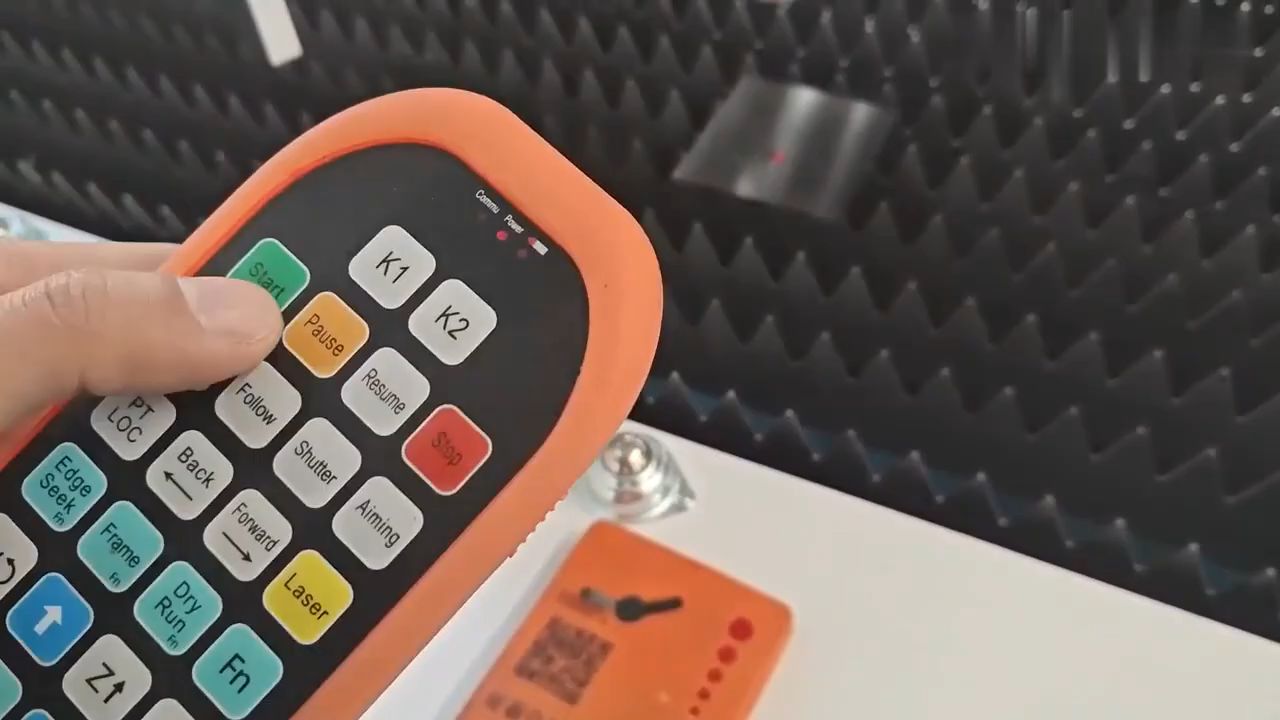 Commu
Power
Start
K1
Pause
K2
Follow
Resume
PT
LOC
Shutter
Stop
Edge
Seek
Fn
Back
Aiming
Frame
Fn
Forward
Dry
Run
Fn
Laser
Z
Fn